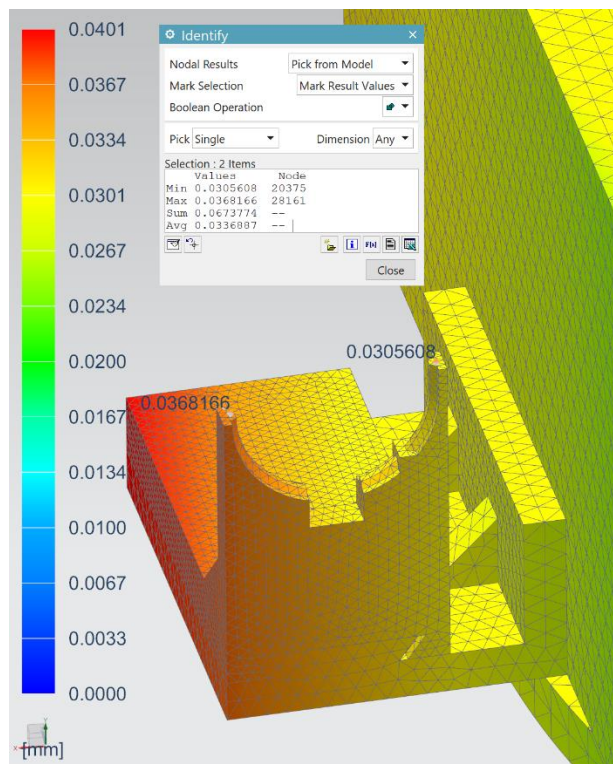 0.0401
0.0367
0.0334
0.0301
0.0267
0.0234
0.0200
0.0167
0.0134
0.0100
0.0067
0.0033
0.0000
[mm]
Identify
Nodal Results Pick from Model
Mark Selection Mark Result Values
Boolean Operation
Pick Single Dimension Any
Selection : 2 Items
Values Node
Min 0.0305608 20375
Max 0.0368166 28161
Sum 0.0673774 --
Avg 0.0336887 --
Close
0.0305608
0.0368166